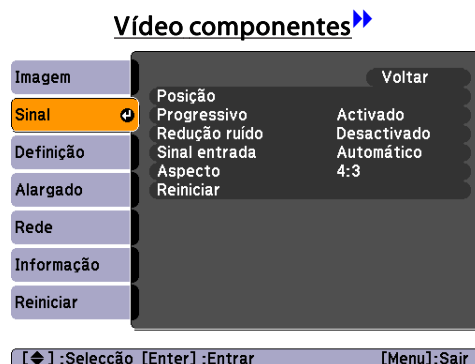 Vídeo componentes
Imagem
Sinal
Definição
Alargado
Rede
Informação
Reiniciar
Voltar
Posição
Progressivo Activado
Redução ruído Desactivado
Sinal entrada Automático
Aspecto 4:3
Reiniciar
[ ] :Selecção [Enter] :Entrar [Menu]:Sair